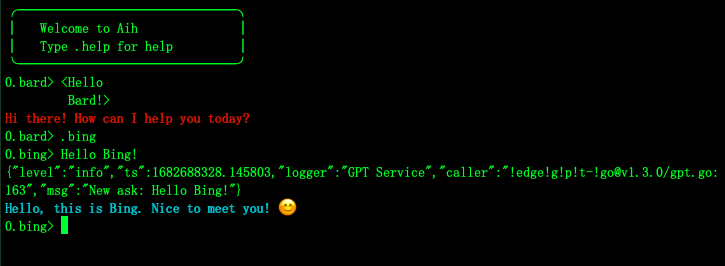 Welcome to Aih
Type .help for help
0.bard> <Hello
Bard!>
Hi there! How can I help you today?
0.bard> .bing
0.bing> Hello Bing!
{"level":"info","ts":1682688328.145803,"logger":"GPT Service","caller":"!edge!g!p!t-!go@v1.3.0/gpt.go:
163","msg":"New ask: Hello Bing!"}
Hello, this is Bing. Nice to meet you! 😊
0.bing>